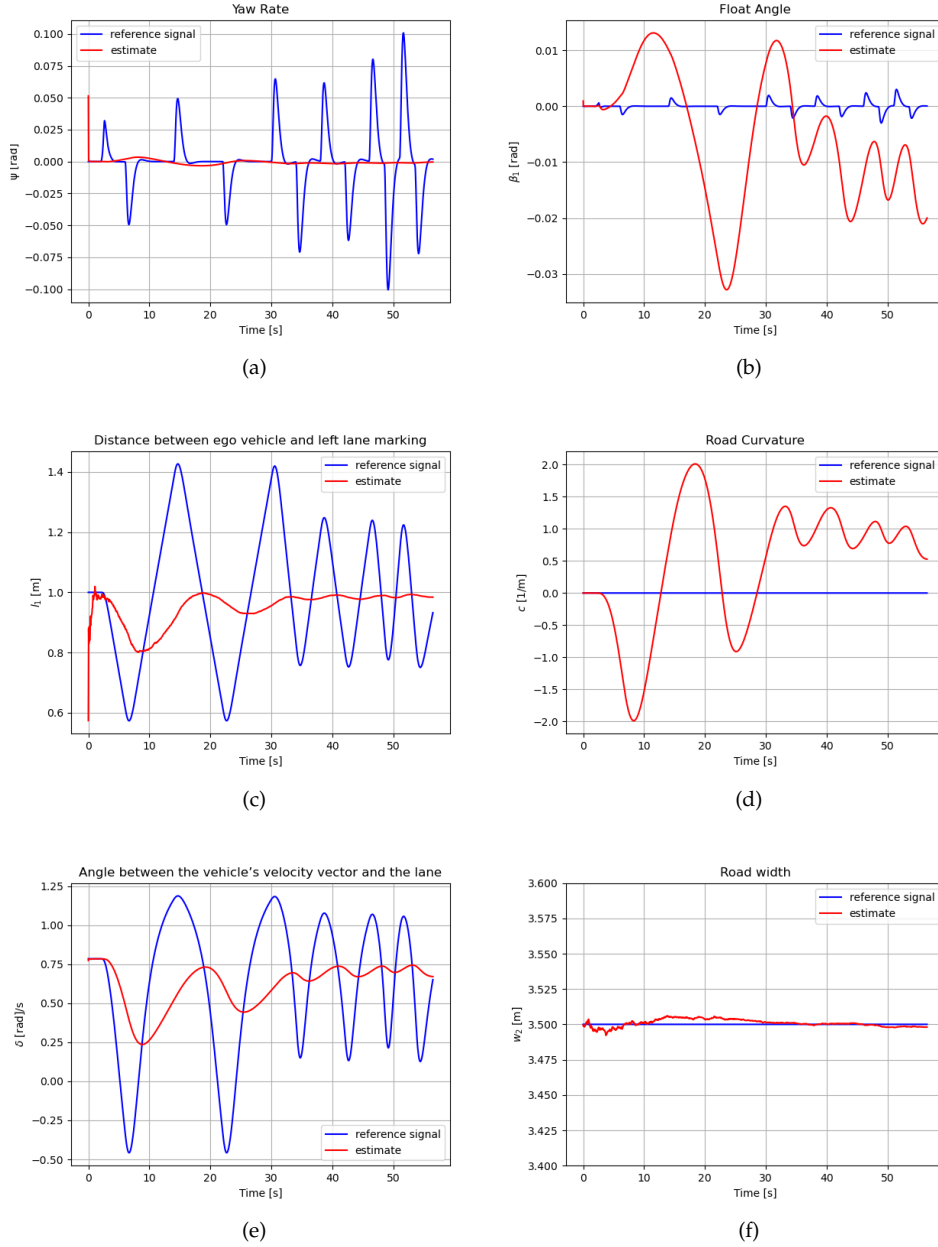 Yaw Rate
reference signal
estimate
0.100
0.075
0.050
0.025
0.000
−0.025
−0.050
−0.075
−0.100
Ψ [rad]
0 10 20 30 40 50
Time [s]
(a)
Float Angle
reference signal
estimate
0.01
0.00
−0.01
−0.02
−0.03
β₁ [rad]
0 10 20 30 40 50
Time [s]
(b)
Distance between ego vehicle and left lane marking
reference signal
estimate
1.4
1.2
1.0
0.8
0.6
l₁ [m]
0 10 20 30 40 50
Time [s]
(c)
Road Curvature
reference signal
estimate
2.0
1.5
1.0
0.5
0.0
−0.5
−1.0
−1.5
−2.0
c [1/m]
0 10 20 30 40 50
Time [s]
(d)
Angle between the vehicle’s velocity vector and the lane
1.25
1.00
0.75
0.50
0.25
0.00
−0.25
−0.50
δ [rad]/s
reference signal
estimate
0 10 20 30 40 50
Time [s]
(e)
Road width
reference signal
estimate
3.600
3.575
3.550
3.525
3.500
3.475
3.450
3.425
3.400
w₂ [m]
0 10 20 30 40 50
Time [s]
(f)